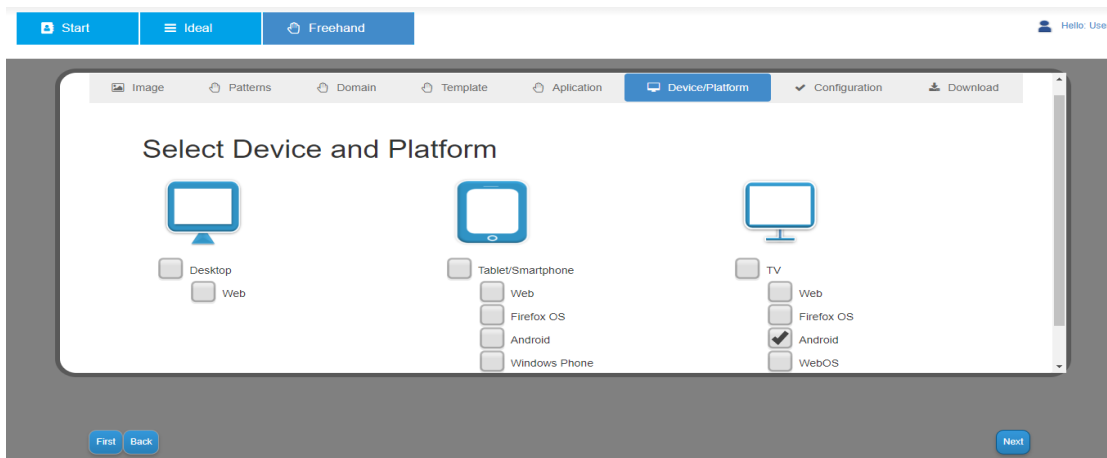 Start Ideal Freehand Hello: Use
Image Patterns Domain Template Aplication Device/Platform Configuration Download
Select Device and Platform
Desktop Tablet/Smartphone TV
Web Web Web
Firefox OS Firefox OS
Android Android
Windows Phone WebOS
First Back Next